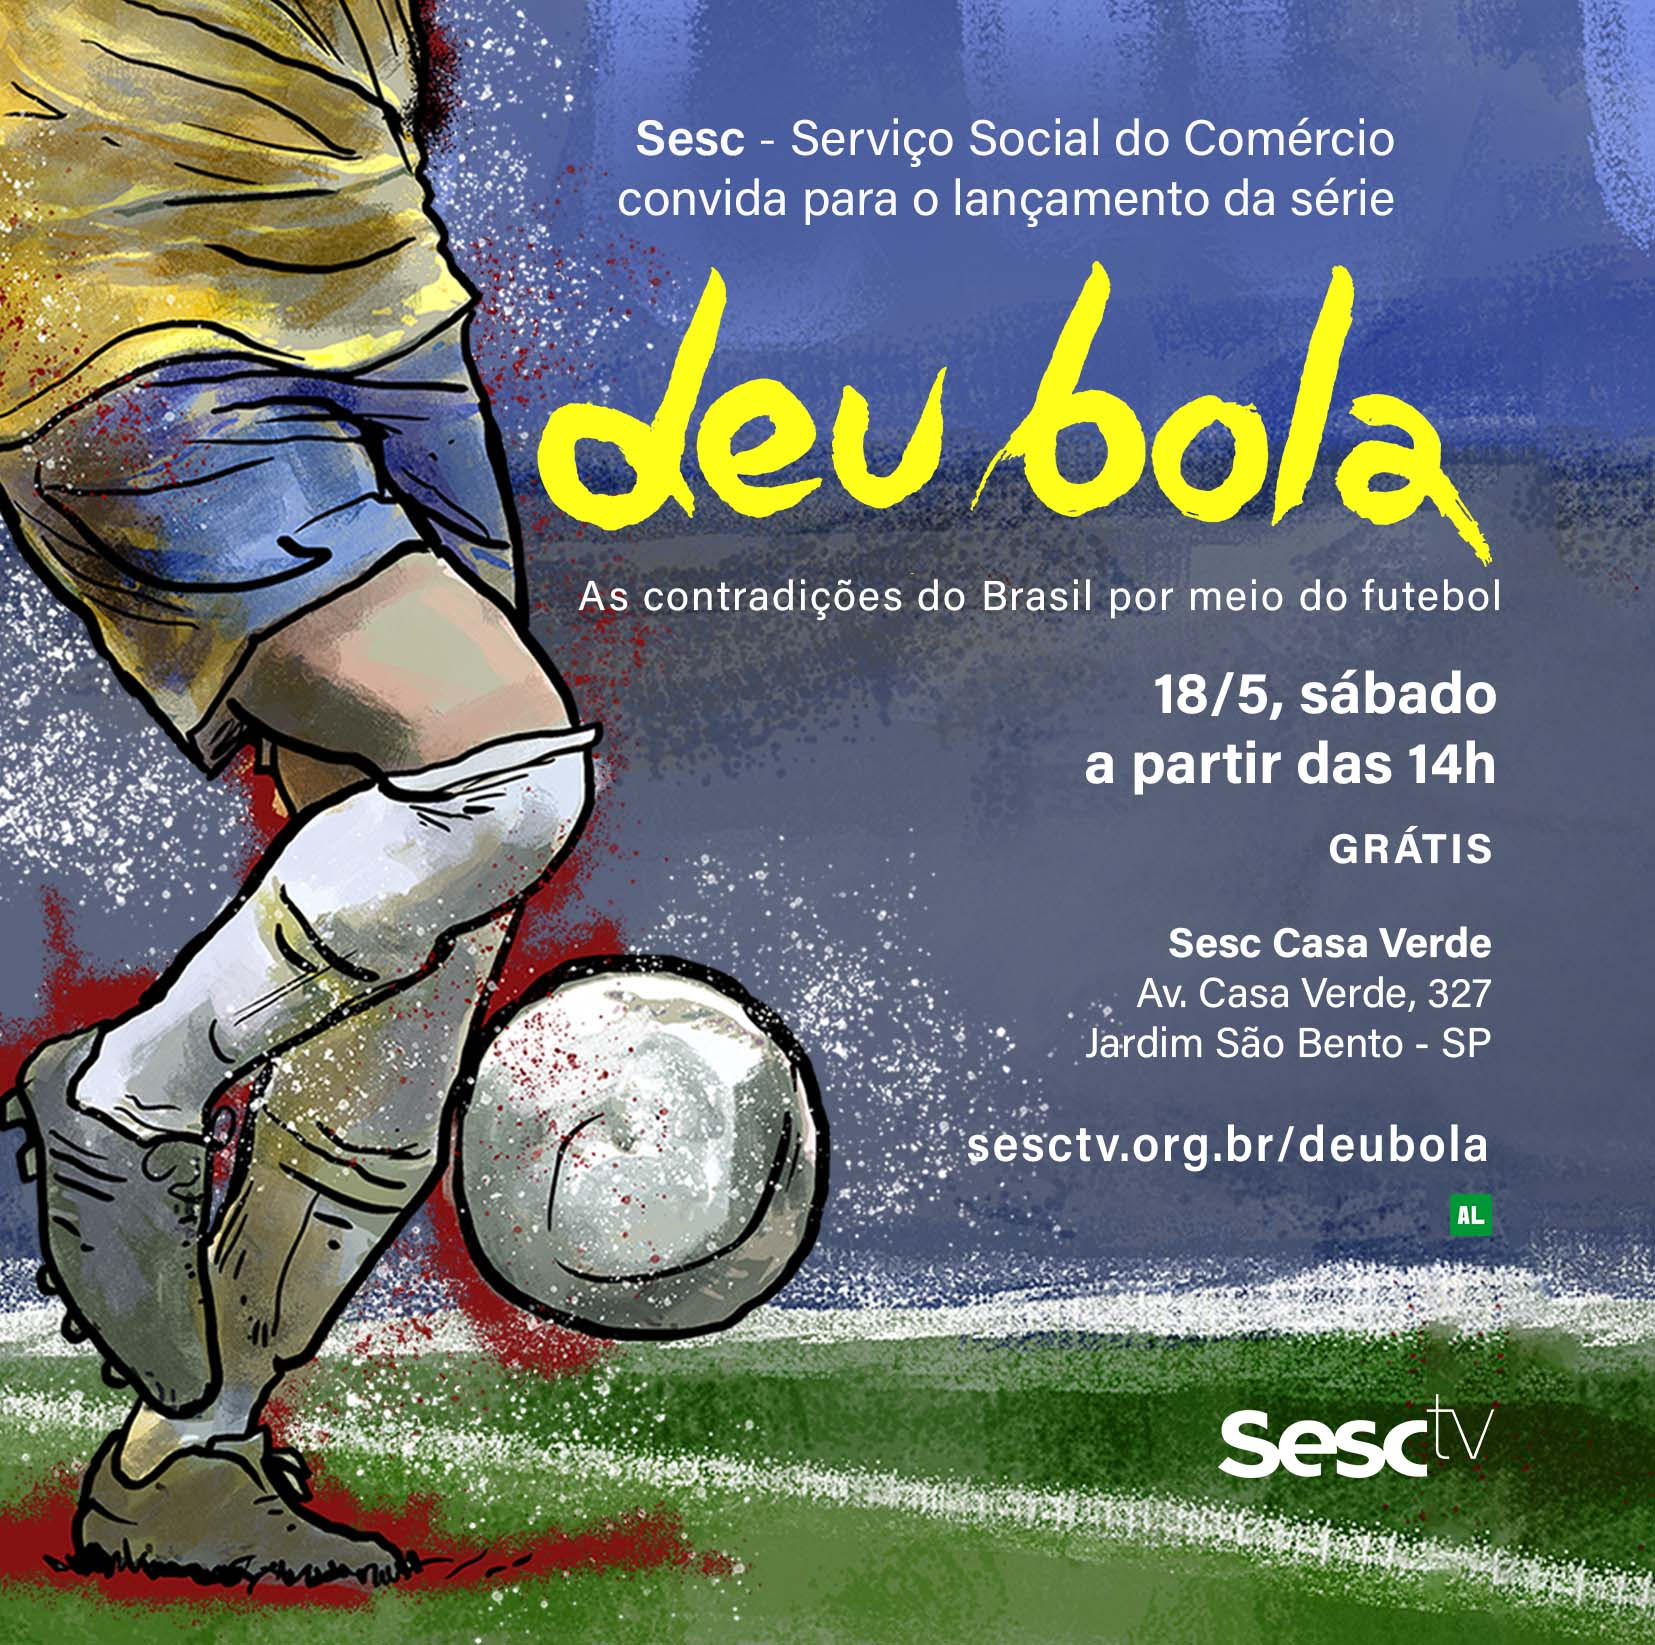 Sesc - Serviço Social do Comércio
convida para o lançamento da série
deu bola
As contradições do Brasil por meio do futebol
18/5, sábado
a partir das 14h
GRÁTIS
Sesc Casa Verde
Av. Casa Verde, 327
Jardim São Bento - SP
sesctv.org.br/deubola
AL
Sesctv